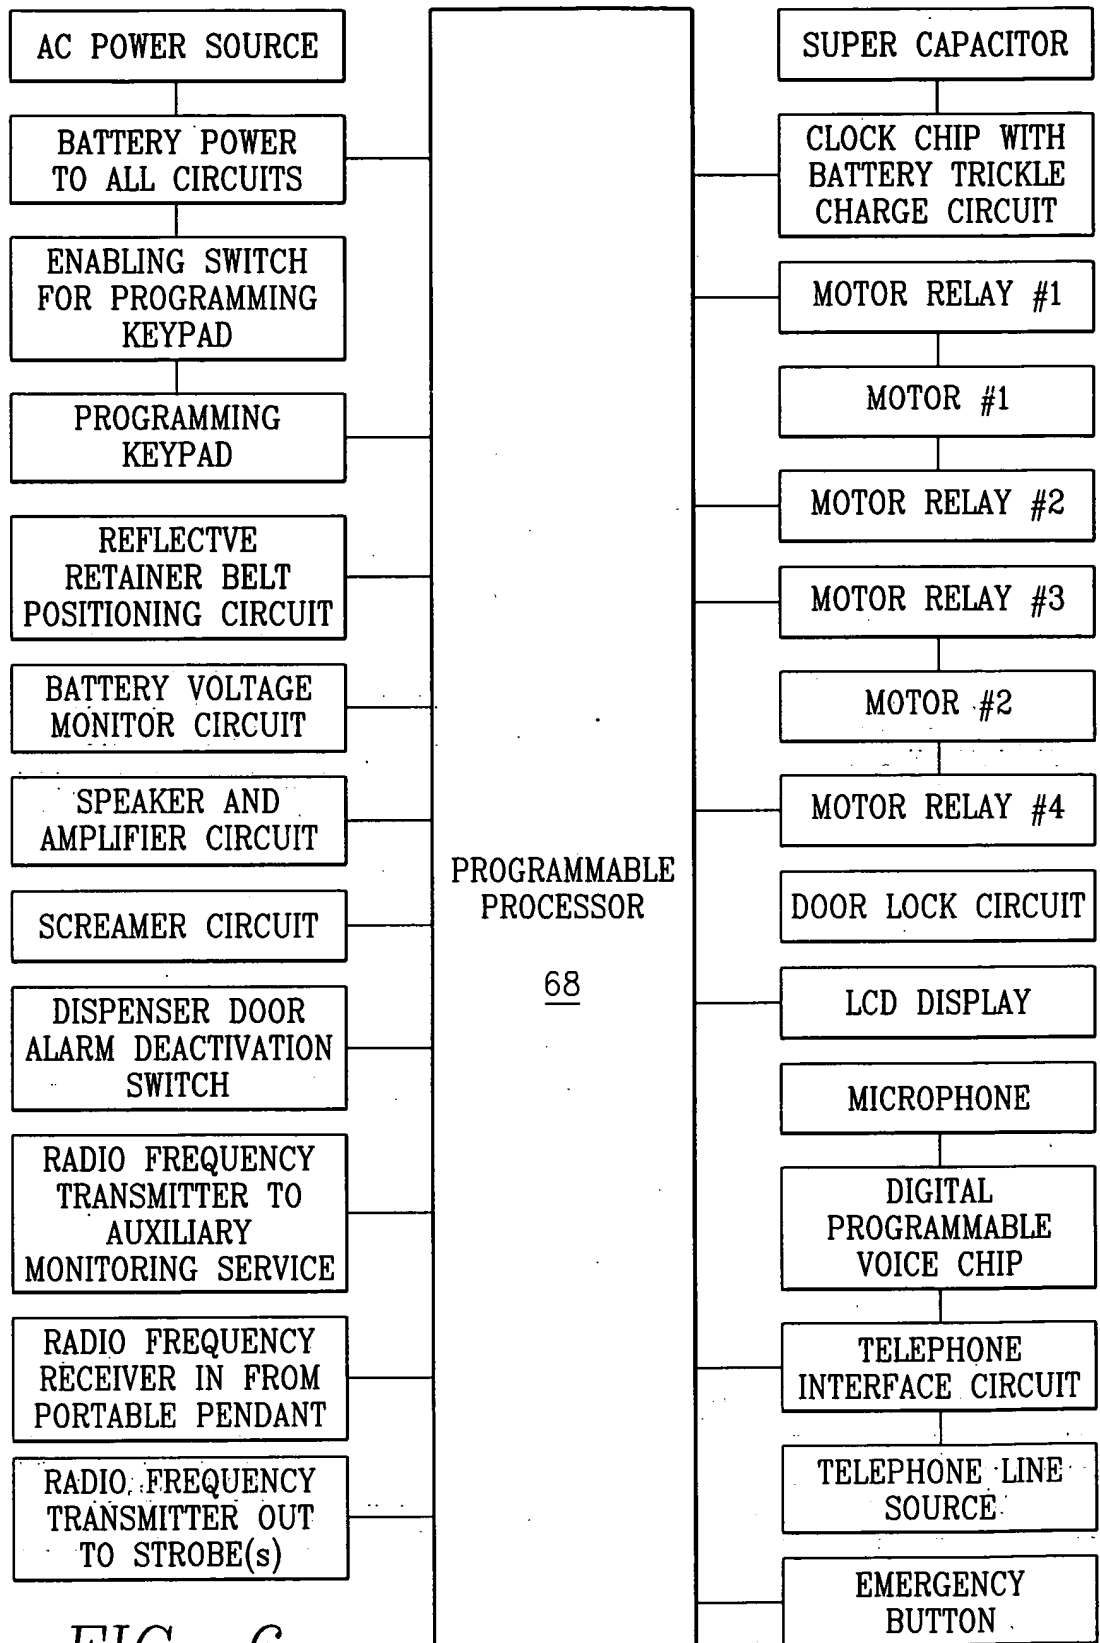 AC POWER SOURCE
BATTERY POWER
TO ALL CIRCUITS
ENABLING SWITCH
FOR PROGRAMMING
KEYPAD
PROGRAMMING
KEYPAD
REFLECTVE
RETAINER BELT
POSITIONING CIRCUIT
BATTERY VOLTAGE
MONITOR CIRCUIT
SPEAKER AND
AMPLIFIER CIRCUIT
SCREAMER CIRCUIT
DISPENSER DOOR
ALARM DEACTIVATION
SWITCH
RADIO FREQUENCY
TRANSMITTER TO
AUXILIARY
MONITORING SERVICE
RADIO FREQUENCY
RECEIVER IN FROM
PORTABLE PENDANT
RADIO FREQUENCY
TRANSMITTER OUT
TO STROBE(s)
PROGRAMMABLE
PROCESSOR
68
SUPER CAPACITOR
CLOCK CHIP WITH
BATTERY TRICKLE
CHARGE CIRCUIT
MOTOR RELAY #1
MOTOR #1
MOTOR RELAY #2
MOTOR RELAY #3
MOTOR #2
MOTOR RELAY #4
DOOR LOCK CIRCUIT
LCD DISPLAY
MICROPHONE
DIGITAL
PROGRAMMABLE
VOICE CHIP
TELEPHONE
INTERFACE CIRCUIT
TELEPHONE LINE
SOURCE
EMERGENCY
BUTTON
FIG. 6